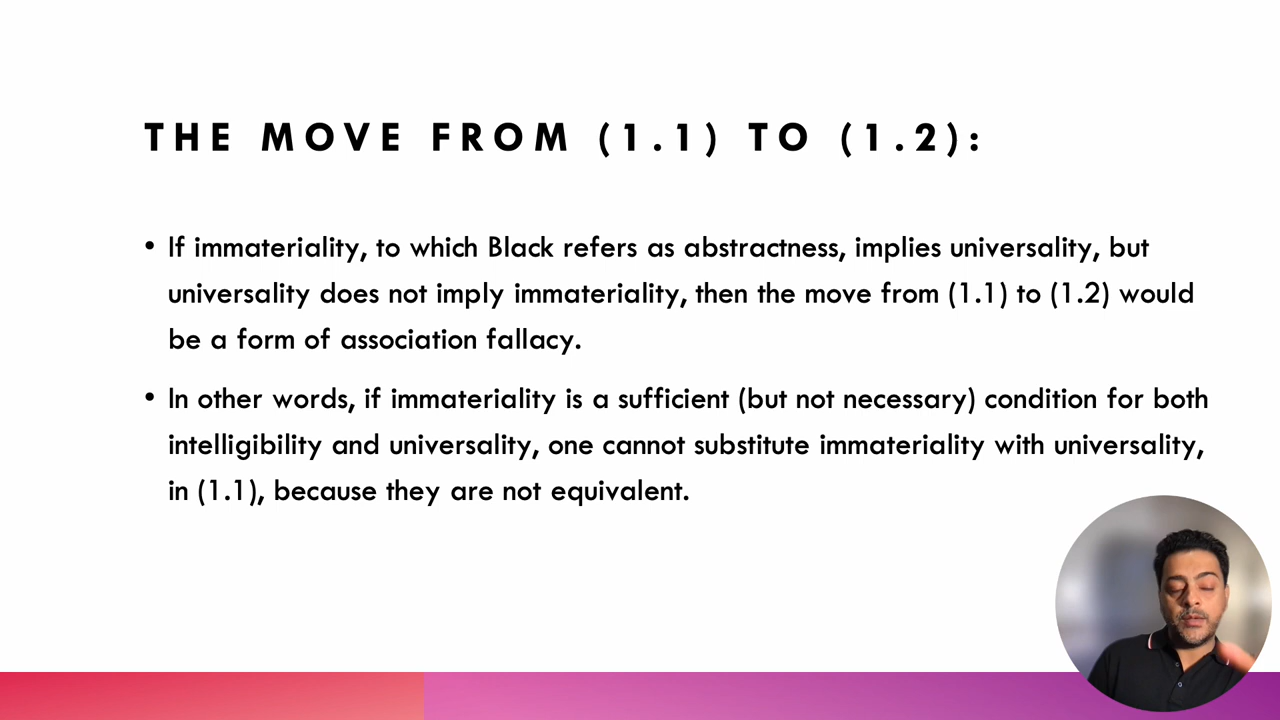 THE MOVE FROM (1.1) TO (1.2):
• If immateriality, to which Black refers as abstractness, implies universality, but
universality does not imply immateriality, then the move from (1.1) to (1.2) would
be a form of association fallacy.
• In other words, if immateriality is a sufficient (but not necessary) condition for both
intelligibility and universality, one cannot substitute immateriality with universality,
in (1.1), because they are not equivalent.